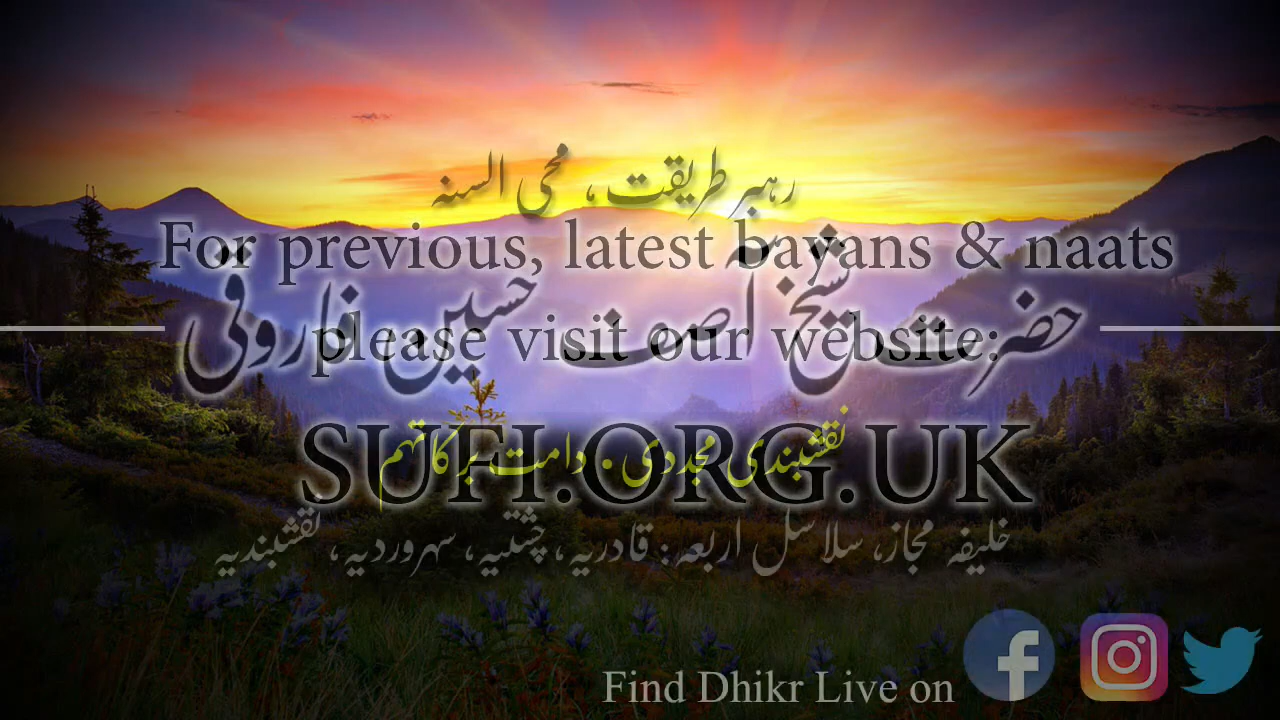 رہبر طریقت، محی السنہ
For previous, latest bayans & naats
حضرت شیخ آصف حسین فاروقی
please visit our website:
نقشبندی مجددی . دامت برکاتہم
SUFI.ORG.UK
خلیفہ مجاز، سلاسل اربعہ: قادریہ، چشتیہ، سہروردیہ، نقشبندیہ
Find Dhikr Live on